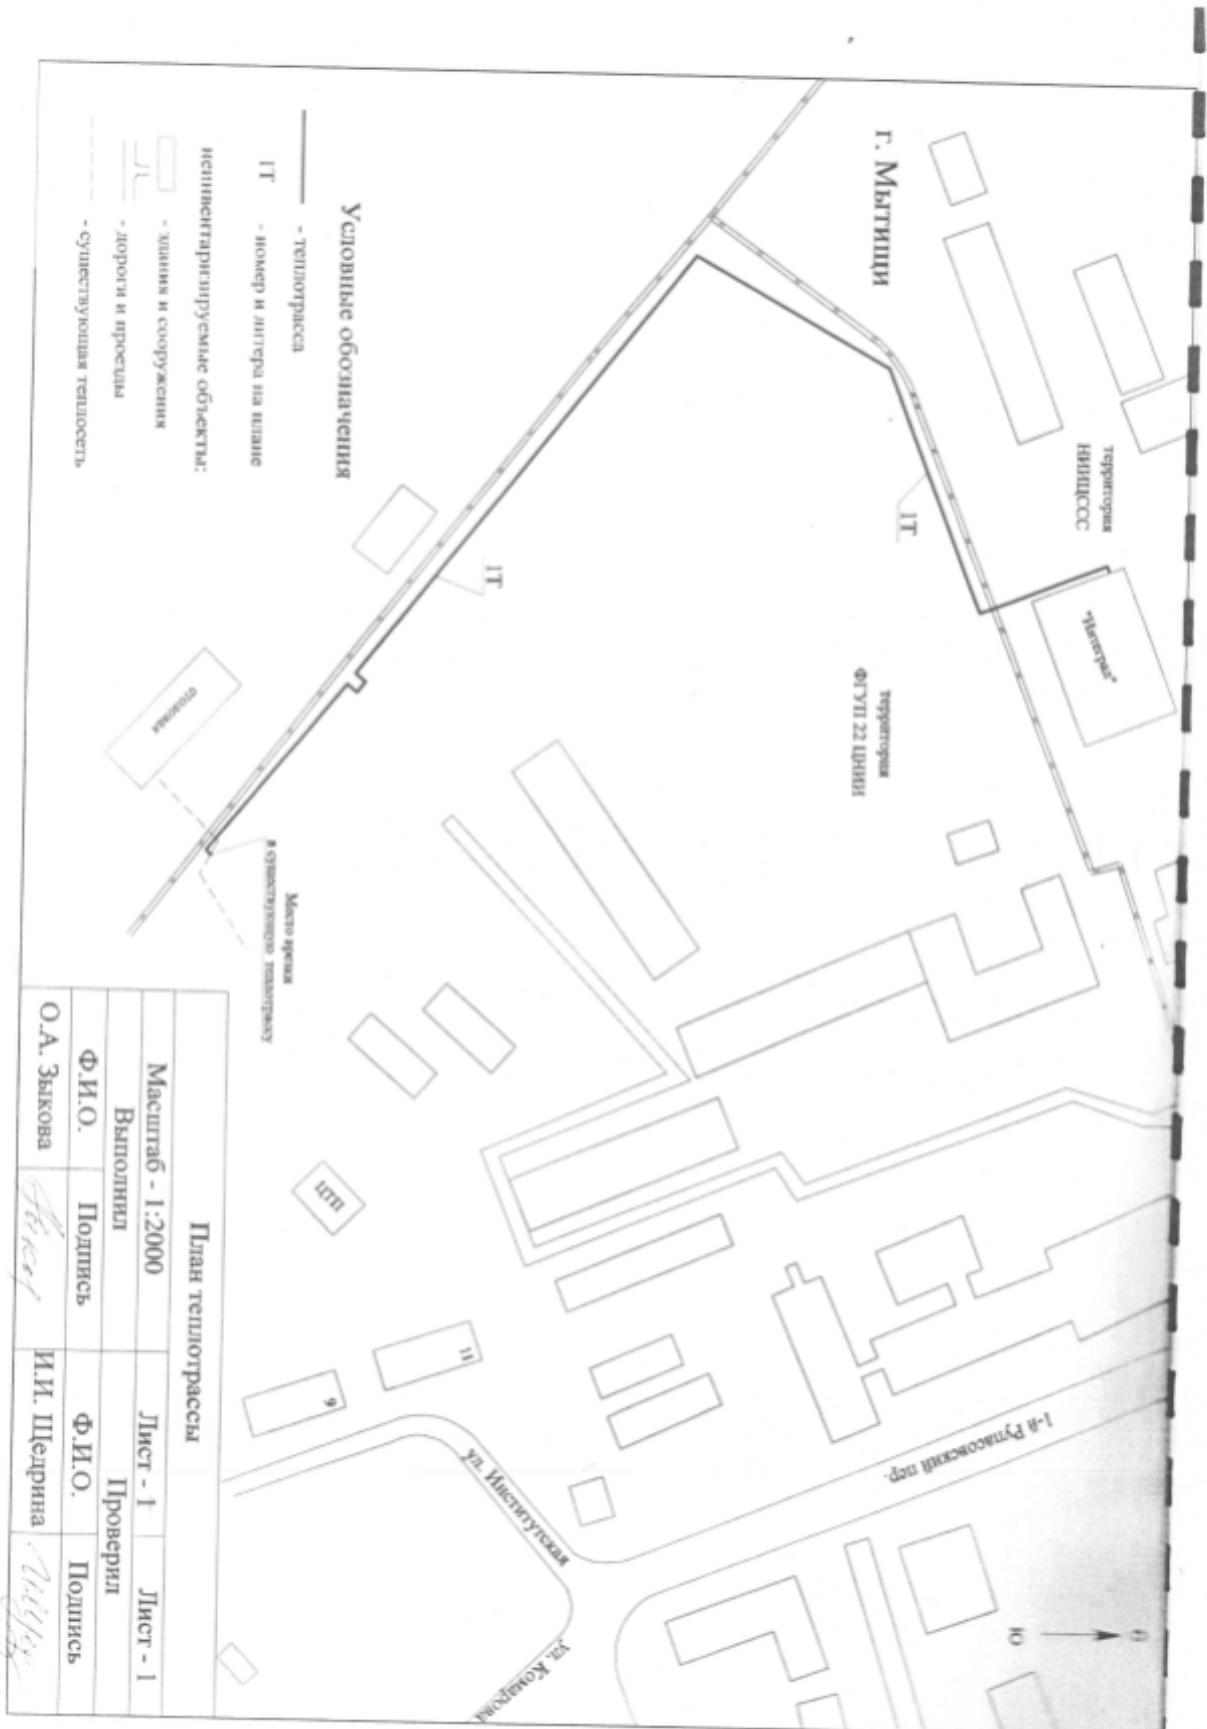 г. Мытищи
территория
НИИЦССС
"Интеграл"
1Т
1Т
территория
ФГУП 22 ЦНИИ
столовая
Место врезки
в существующую теплотрассу
ЦТП
11
9
ул. Институтская
1-й Рупасовский пер.
ул. Комарова
Ю
Условные обозначения
- теплотрасса
1Т - номер и литера на плане
неинвентаризируемые объекты:
- здания и сооружения
- дороги и проезды
- существующая теплосеть
План теплотрассы
Масштаб - 1:2000 Лист - 1 Лист - 1
Выполнил Проверил
Ф.И.О. Подпись Ф.И.О. Подпись
О.А. Зыкова И.И. Щедрина